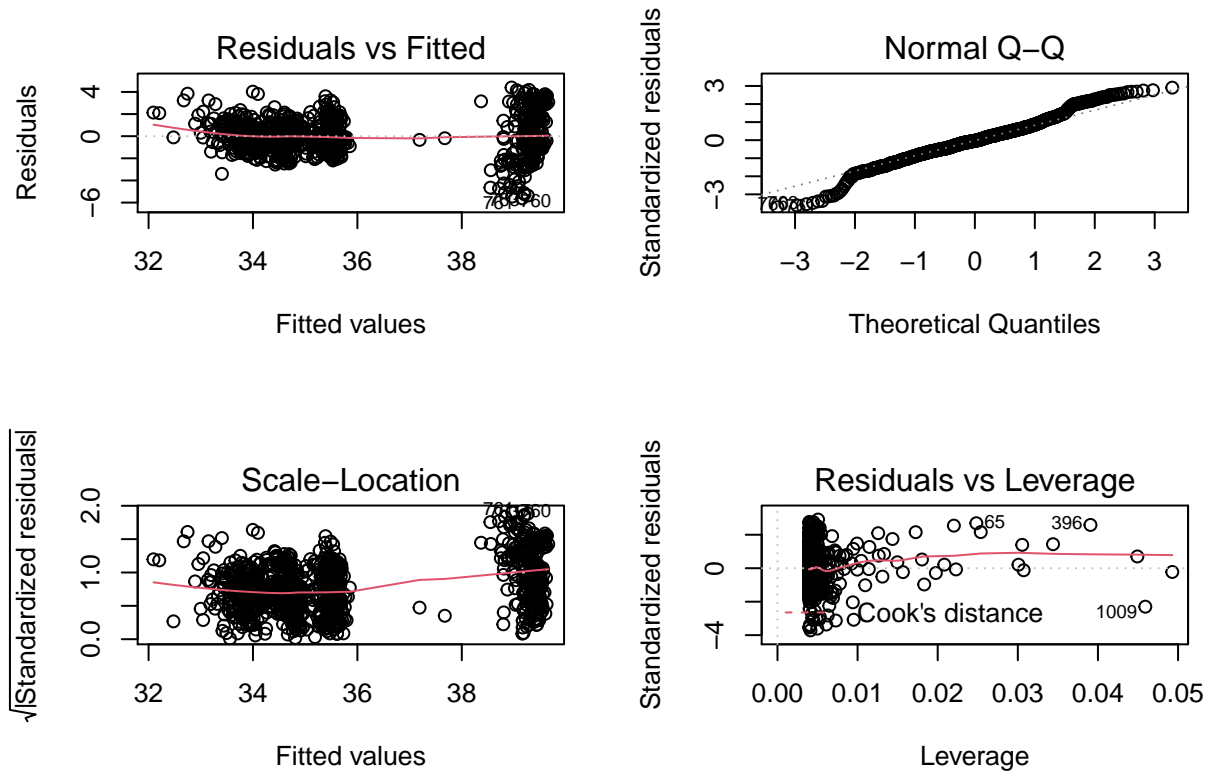 Residuals vs Fitted
Residuals
4
0
−6
760
32
34
36
38
Fitted values
Normal Q−Q
Standardized residuals
3
0
−3
−3
−2
−1
0
1
2
3
Theoretical Quantiles
Scale−Location
√|Standardized residuals|
2.0
1.0
0.0
32
34
36
38
Fitted values
Residuals vs Leverage
Standardized residuals
0
−4
65
396
1009
Cook's distance
0.00
0.01
0.02
0.03
0.04
0.05
Leverage